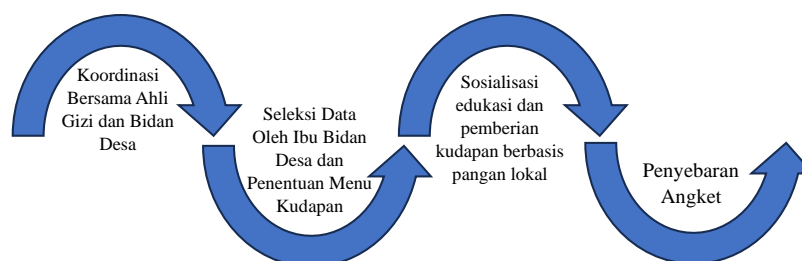 Koordinasi
Bersama Ahli
Gizi dan Bidan
Desa
Seleksi Data
Oleh Ibu Bidan
Desa dan
Penentuan Menu
Kudapan
Sosialisasi
edukasi dan
pemberian
kudapan berbasis
pangan lokal
Penyebaran
Angket